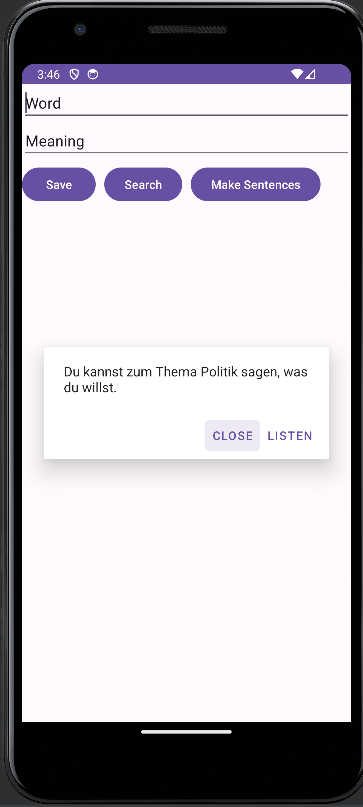 3:46
Word
Meaning
Save Search Make Sentences
Du kannst zum Thema Politik sagen, was
du willst.
CLOSE LISTEN